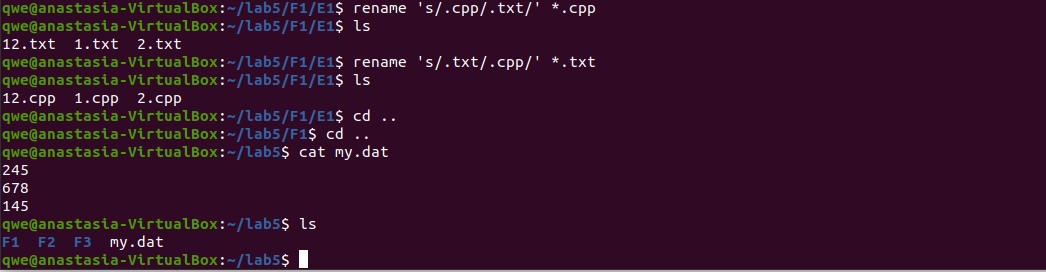 qwe@anastasia-VirtualBox:~/lab5/F1/E1$ rename 's/.cpp/.txt/' *.cpp
qwe@anastasia-VirtualBox:~/lab5/F1/E1$ ls
12.txt  1.txt  2.txt
qwe@anastasia-VirtualBox:~/lab5/F1/E1$ rename 's/.txt/.cpp/' *.txt
qwe@anastasia-VirtualBox:~/lab5/F1/E1$ ls
12.cpp  1.cpp  2.cpp
qwe@anastasia-VirtualBox:~/lab5/F1/E1$ cd ..
qwe@anastasia-VirtualBox:~/lab5/F1$ cd ..
qwe@anastasia-VirtualBox:~/lab5$ cat my.dat
245
678
145
qwe@anastasia-VirtualBox:~/lab5$ ls
F1  F2  F3  my.dat
qwe@anastasia-VirtualBox:~/lab5$